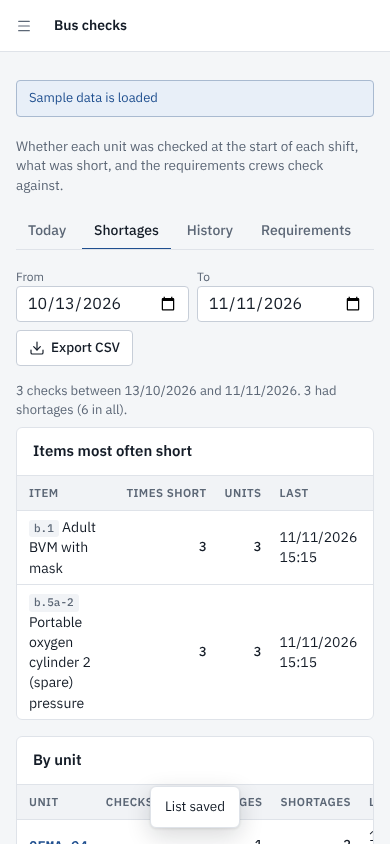 Bus checks
Sample data is loaded
Whether each unit was checked at the start of each shift,
what was short, and the requirements crews check
against.
Today Shortages History Requirements
From To
10/13/2026 11/11/2026
Export CSV
3 checks between 13/10/2026 and 11/11/2026. 3 had
shortages (6 in all).
Items most often short
ITEM TIMES SHORT UNITS LAST
b.1 Adult
BVM with
mask
3 3 11/11/2026
15:15
b.5a-2
Portable
oxygen
cylinder 2
(spare)
pressure
3 3 11/11/2026
15:15
By unit
UNIT SHORTAGES
List saved